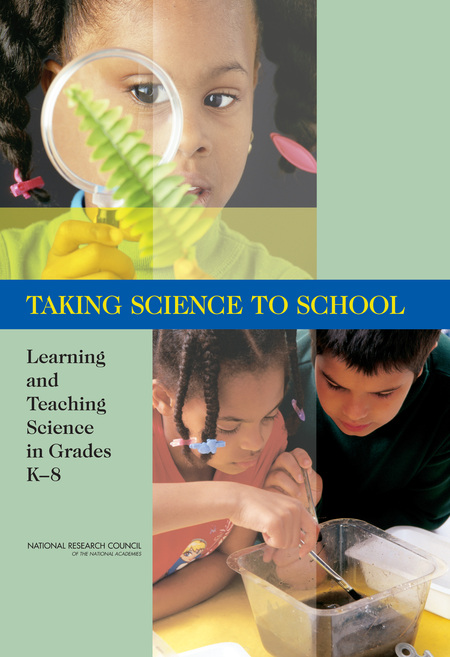 TAKING SCIENCE TO SCHOOL
Learning
and
Teaching
Science
in Grades
K–8
NATIONAL RESEARCH COUNCIL
OF THE NATIONAL ACADEMIES